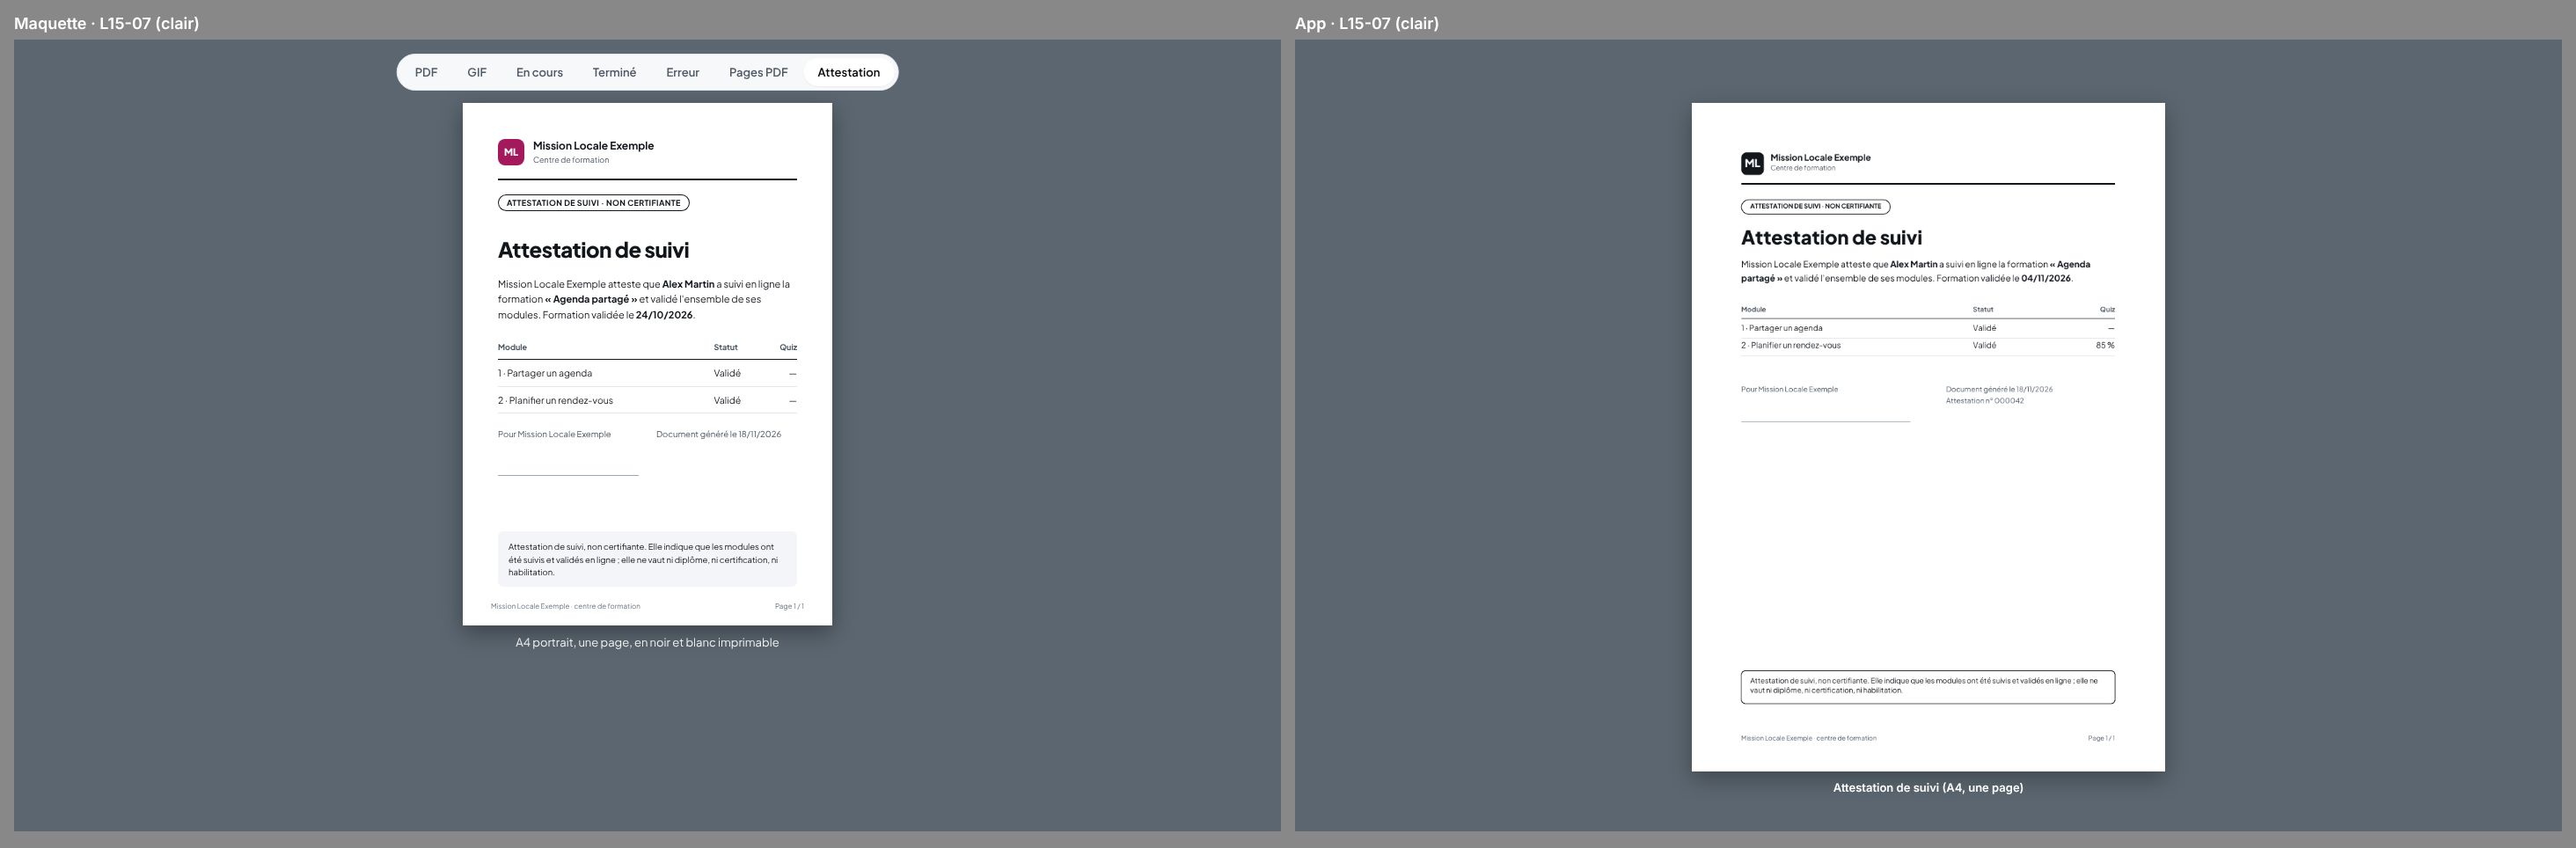 Maquette · L15-07 (clair)
PDF
GIF
En cours
Terminé
Erreur
Pages PDF
Attestation
ML
Mission Locale Exemple
Centre de formation
ATTESTATION DE SUIVI · NON CERTIFIANTE
Attestation de suivi
Mission Locale Exemple atteste que Alex Martin a suivi en ligne la
formation « Agenda partagé » et validé l'ensemble de ses
modules. Formation validée le 24/10/2026.
Module Statut Quiz
1 · Partager un agenda Validé —
2 · Planifier un rendez-vous Validé —
Pour Mission Locale Exemple Document généré le 18/11/2026
Attestation de suivi, non certifiante. Elle indique que les modules ont
été suivis et validés en ligne ; elle ne vaut ni diplôme, ni certification, ni
habilitation.
Mission Locale Exemple · centre de formation Page 1 / 1
A4 portrait, une page, en noir et blanc imprimable
App · L15-07 (clair)
ML
Mission Locale Exemple
Centre de formation
ATTESTATION DE SUIVI · NON CERTIFIANTE
Attestation de suivi
Mission Locale Exemple atteste que Alex Martin a suivi en ligne la formation « Agenda
partagé » et validé l'ensemble de ses modules. Formation validée le 04/11/2026.
Module Statut Quiz
1 · Partager un agenda Validé —
2 · Planifier un rendez-vous Validé 85 %
Pour Mission Locale Exemple Document généré le 18/11/2026
Attestation n° 000042
Attestation de suivi, non certifiante. Elle indique que les modules ont été suivis et validés en ligne ; elle ne
vaut ni diplôme, ni certification, ni habilitation.
Mission Locale Exemple · centre de formation Page 1 / 1
Attestation de suivi (A4, une page)